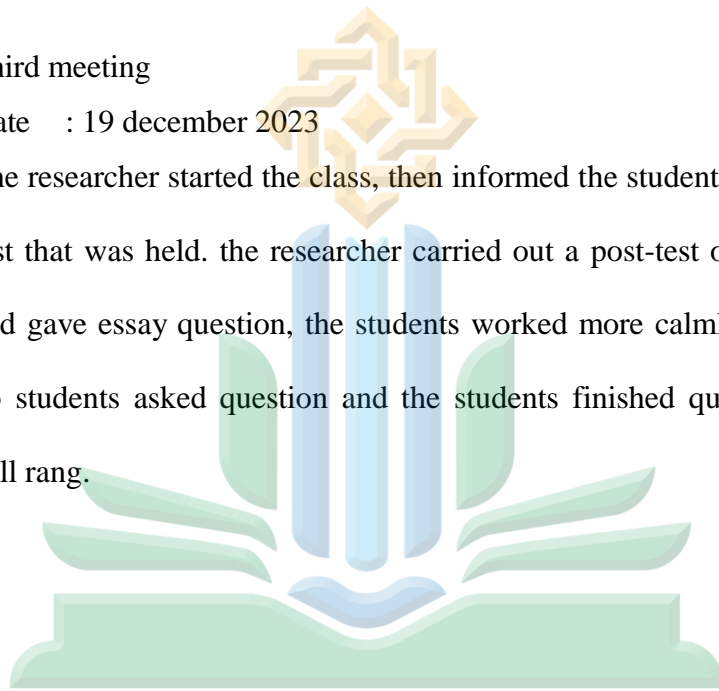 hird meeting
ate : 19 december 2023
ne researcher started the class, then informed the student
st that was held. the researcher carried out a post-test o
d gave essay question, the students worked more calml
students asked question and the students finished qu
ll rang.